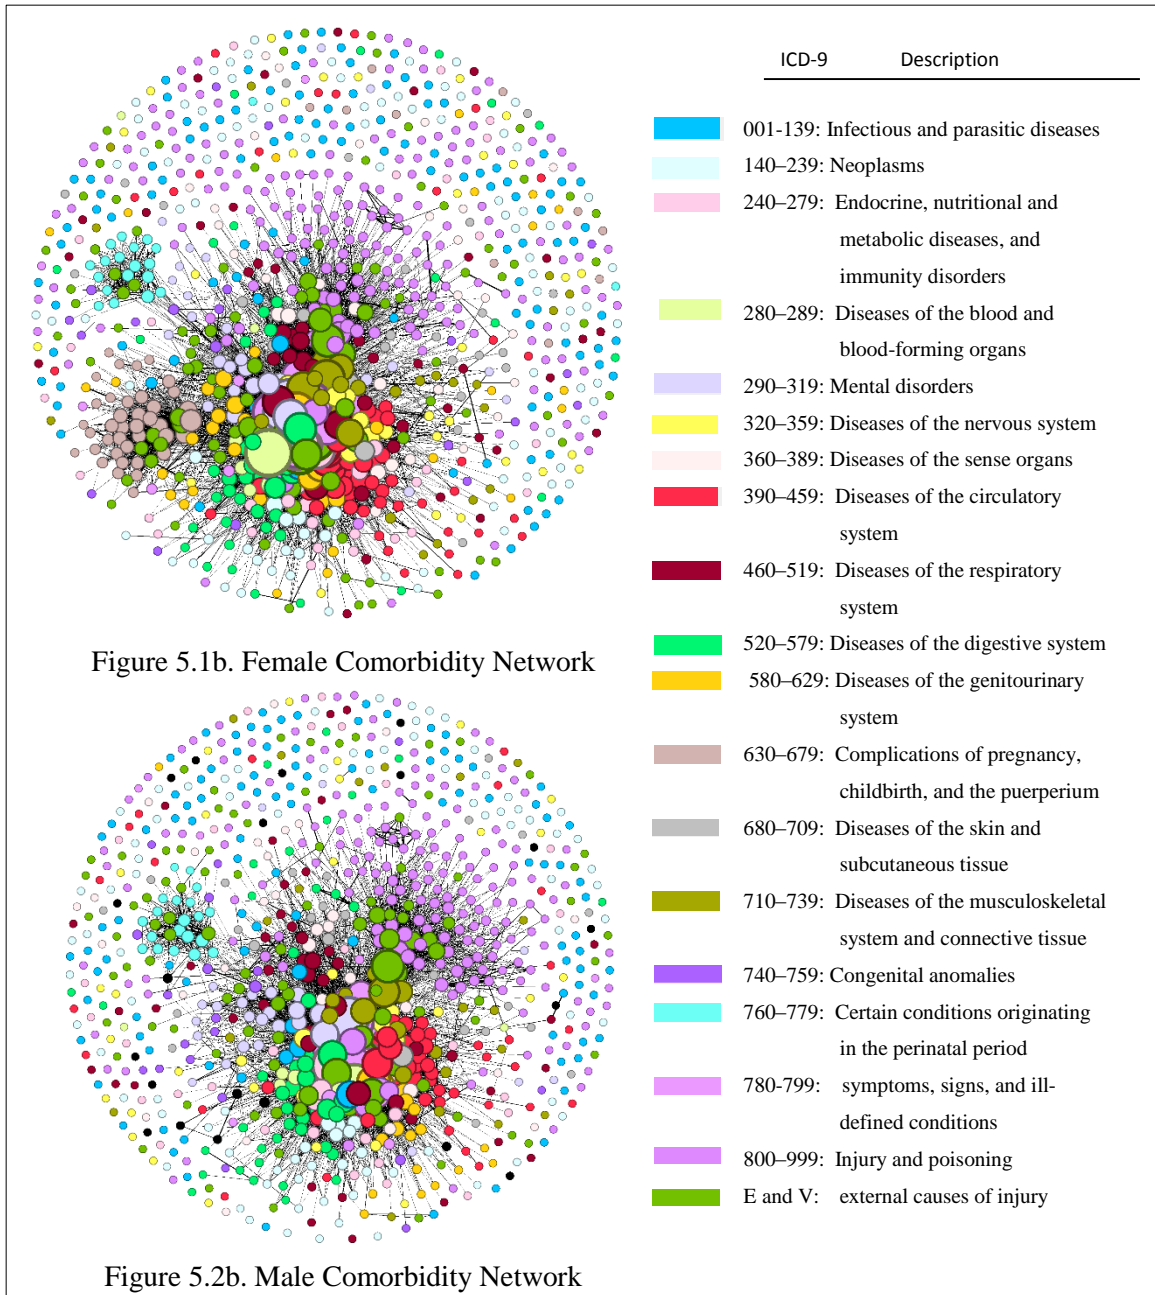 ICD-9 Description
001-139: Infectious and parasitic diseases
140–239: Neoplasms
240–279: Endocrine, nutritional and
metabolic diseases, and
immunity disorders
280–289: Diseases of the blood and
blood-forming organs
290–319: Mental disorders
320–359: Diseases of the nervous system
360–389: Diseases of the sense organs
390–459: Diseases of the circulatory
system
460–519: Diseases of the respiratory
system
520–579: Diseases of the digestive system
580–629: Diseases of the genitourinary
system
630–679: Complications of pregnancy,
childbirth, and the puerperium
680–709: Diseases of the skin and
subcutaneous tissue
710–739: Diseases of the musculoskeletal
system and connective tissue
740–759: Congenital anomalies
760–779: Certain conditions originating
in the perinatal period
780-799: symptoms, signs, and ill-
defined conditions
800–999: Injury and poisoning
E and V: external causes of injury
Figure 5.1b. Female Comorbidity Network
Figure 5.2b. Male Comorbidity Network